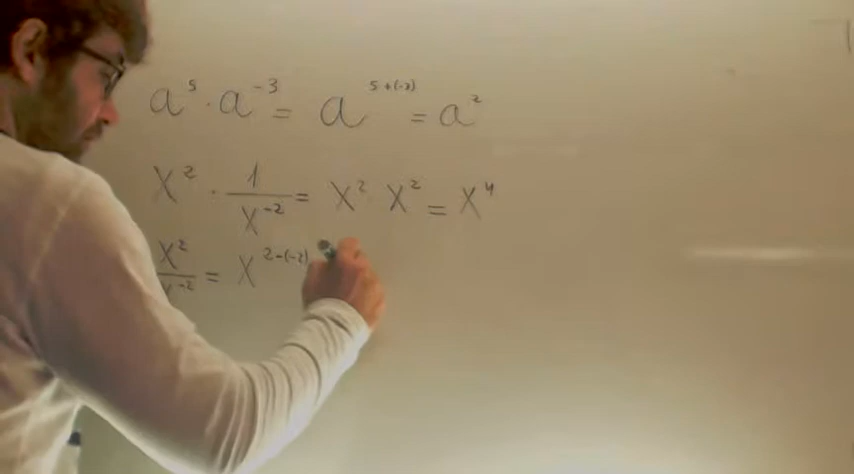 a⁵ · a⁻³ = a⁵⁺⁽⁻³⁾ = a²
x² · 1/x⁻² = x² x² = x⁴
x²/x⁻² = x²⁻⁽⁻²⁾